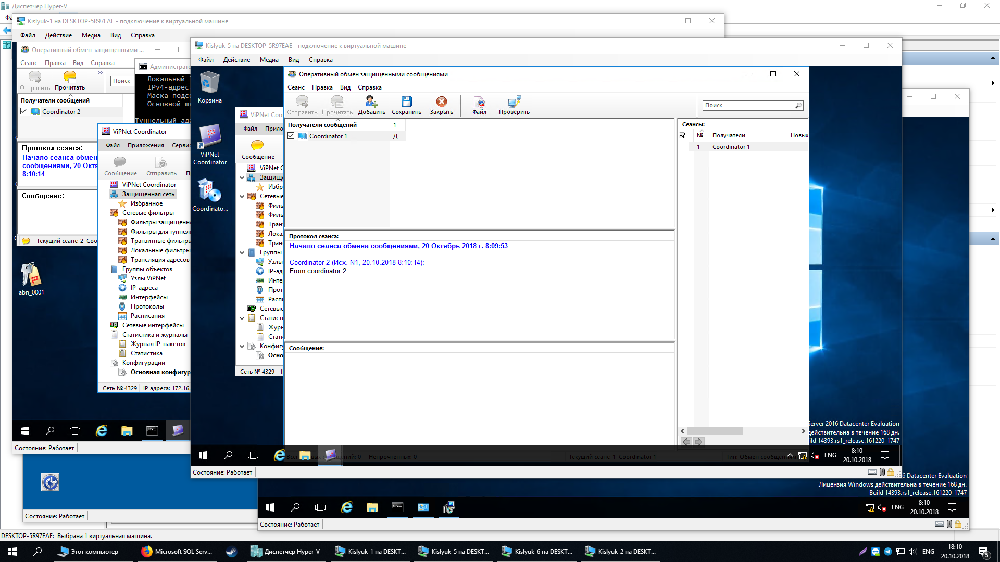 Диспетчер Hyper-V
Фа
Kislyuk-1 на DESKTOP-5R97EAE - подключение к виртуальной машине
Файл Действие Медиа Вид Справка
Оперативный обмен защищенными ...
Сеанс Правка Вид Справка
Отправить Прочитать
»
Поиск
Получатели сообщений
Coordinator 2
Протокол сеанса:
Начало сеанса обмен
сообщениями, 20 Октя
8:10:14
Сообщение:
Текущий сеанс: 2 Coo
abn_0001
Администрато
Локальный I
IPv4-адрес
Маска подсе
Основной шл
Туннельный ада
ViPNet Coordinator
Файл Приложения Сервис
Сообщение Отправить П
ViPNet Coordinator
Защищенная сеть
Избранное
Сетевые фильтры
Фильтры защищенн
Фильтры для туннел
Транзитные фильтры
Локальные фильтры
Трансляция адресов
Группы объектов
Узлы ViPNet
IP-адреса
Интерфейсы
Протоколы
Расписания
Сетевые интерфейсы
Статистика и журналы
Журнал IP-пакетов
Статистика
Конфигурации
Основная конфигур
Сеть № 4329 IP-адреса: 172.16.
Состояние: Работает
Kislyuk-5 на DESKTOP-5R97EAE - подключение к виртуальной машине
Файл Действие Медиа Вид Справка
Корзина
ViPNet
Coordinator
Coordinato...
ViPNet Coor
Файл Прило
Сообщение
ViPNet C
Защище
Избр
Сетевые
Филь
Филь
Тран
Лока
Тран
Группы
Узлы
IP-ад
Инте
Прот
Распи
Сетевые
Статисти
Журн
Стати
Конфигу
Осно
Сеть № 4329
Оперативный обмен защищенными сообщениями
Сеанс Правка Вид Справка
Отправить Прочитать Добавить Сохранить Закрыть Файл Проверить
Поиск
Получатели сообщений 1
Coordinator 1 Д
Сеансы:
№ Получатели Новых
1 Coordinator 1
Протокол сеанса:
Начало сеанса обмена сообщениями, 20 Октябрь 2018 г. 8:09:53
Coordinator 2 (Исх. N1, 20.10.2018 8:10:14):
From coordinator 2
Сообщение:
Server 2016 Datacenter Evaluation
действительна в течение 168 дн.
ild 14393.rs1_release.161220-1747
Непрочтенных: 0 Текущий сеанс: 1 Coordinator 1 Тип: Обмен сообщениями
ENG 8:10
20.10.2018
Состояние: Работает
6 Datacenter Evaluation
Лицензия Windows действительна в течение 168 дн.
Build 14393.rs1_release.161220-1747
ENG 8:10
20.10.2018
Состояние: Работает
Состояние: Работает
DESKTOP-5R97EAE: Выбрана 1 виртуальная машина.
Этот компьютер Microsoft SQL Serv... Диспетчер Hyper-V Kislyuk-1 на DESKT... Kislyuk-5 на DESKT... Kislyuk-6 на DESKT... Kislyuk-2 на DESKT...
ENG 18:10
20.10.2018
5